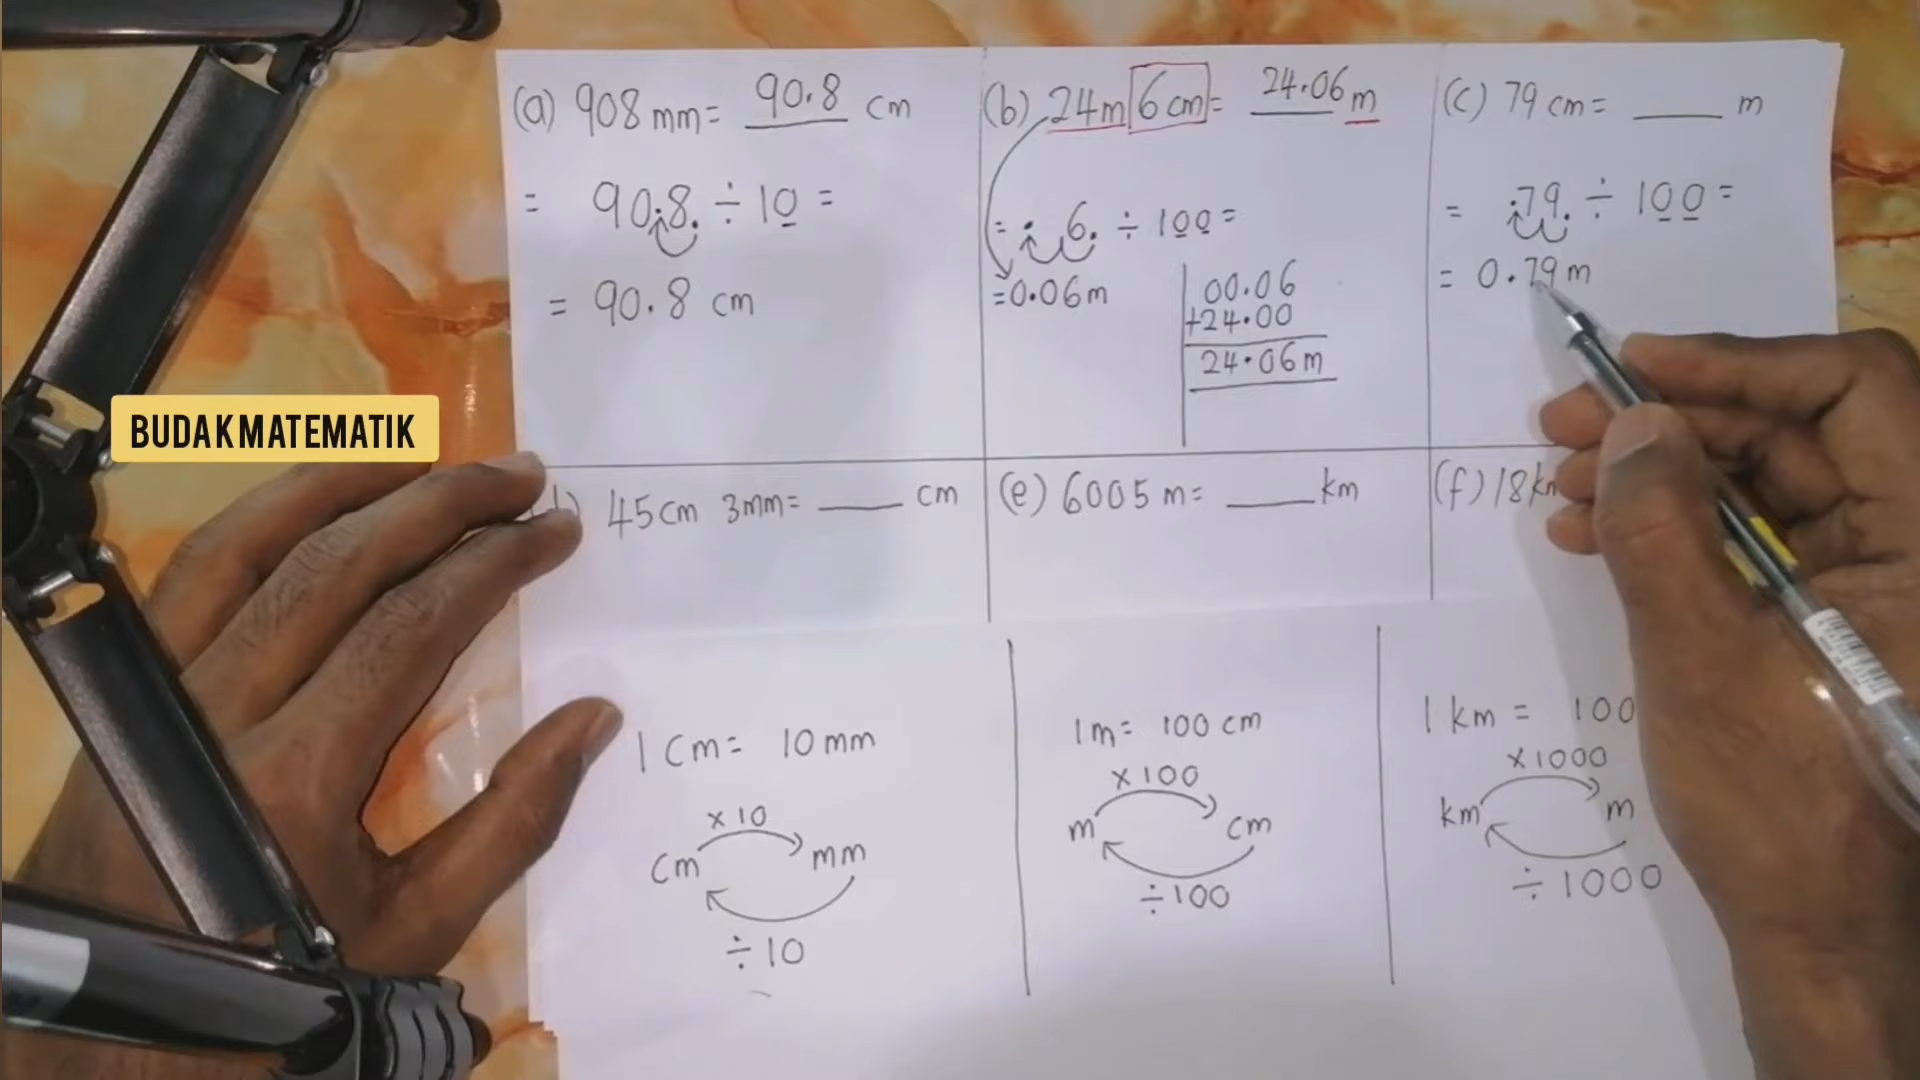 (a) 908 mm = 90.8 cm
= 90.8. ÷ 10 =
= 90.8 cm
(b) 24m 6cm = 24.06 m
= . 6. ÷ 100 =
= 0.06m
00.06
+24.00
24.06m
(c) 79 cm = ____ m
= .79. ÷ 100 =
= 0.79 m
BUDAKMATEMATIK
45cm 3mm = ____ cm
(e) 6005 m = ____ km
(f) 18
1 cm = 10 mm
x 10
cm mm
÷ 10
1m = 100 cm
x 100
m cm
÷ 100
1 km = 100
x 1000
km m
÷ 1000